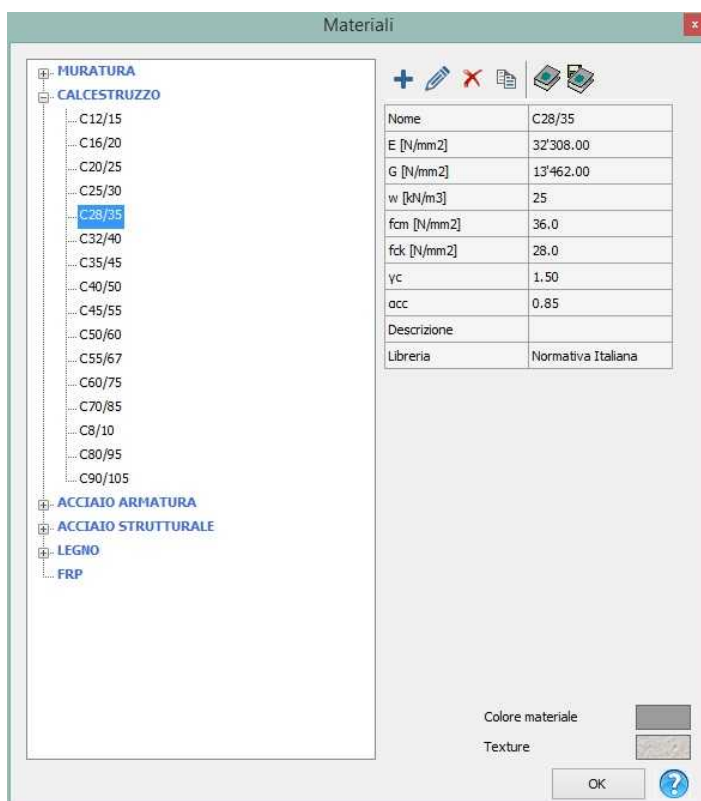 Materiali
x
MURATURA
CALCESTRUZZO
C12/15
C16/20
C20/25
C25/30
C28/35
C32/40
C35/45
C40/50
C45/55
C50/60
C55/67
C60/75
C70/85
C8/10
C80/95
C90/105
ACCIAIO ARMATURA
ACCIAIO STRUTTURALE
LEGNO
FRP
Nome C28/35
E [N/mm2] 32'308.00
G [N/mm2] 13'462.00
w [kN/m3] 25
fcm [N/mm2] 36.0
fck [N/mm2] 28.0
γc 1.50
αcc 0.85
Descrizione
Libreria Normativa Italiana
Colore materiale
Texture
OK ?